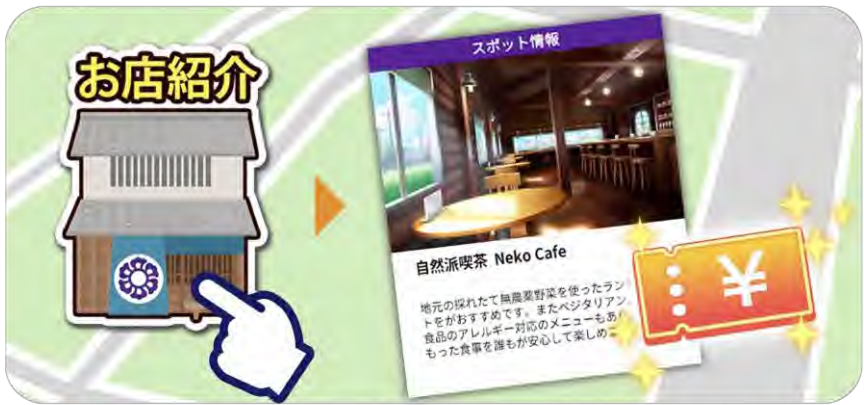 お店紹介
スポット情報
自然派喫茶 Neko Cafe
地元の採れたて無農薬野菜を使ったラン
トをがおすすめです。またベジタリアン、
食品のアレルギー対応のメニューもあ
もった食事を誰もが安心して楽しめ
¥